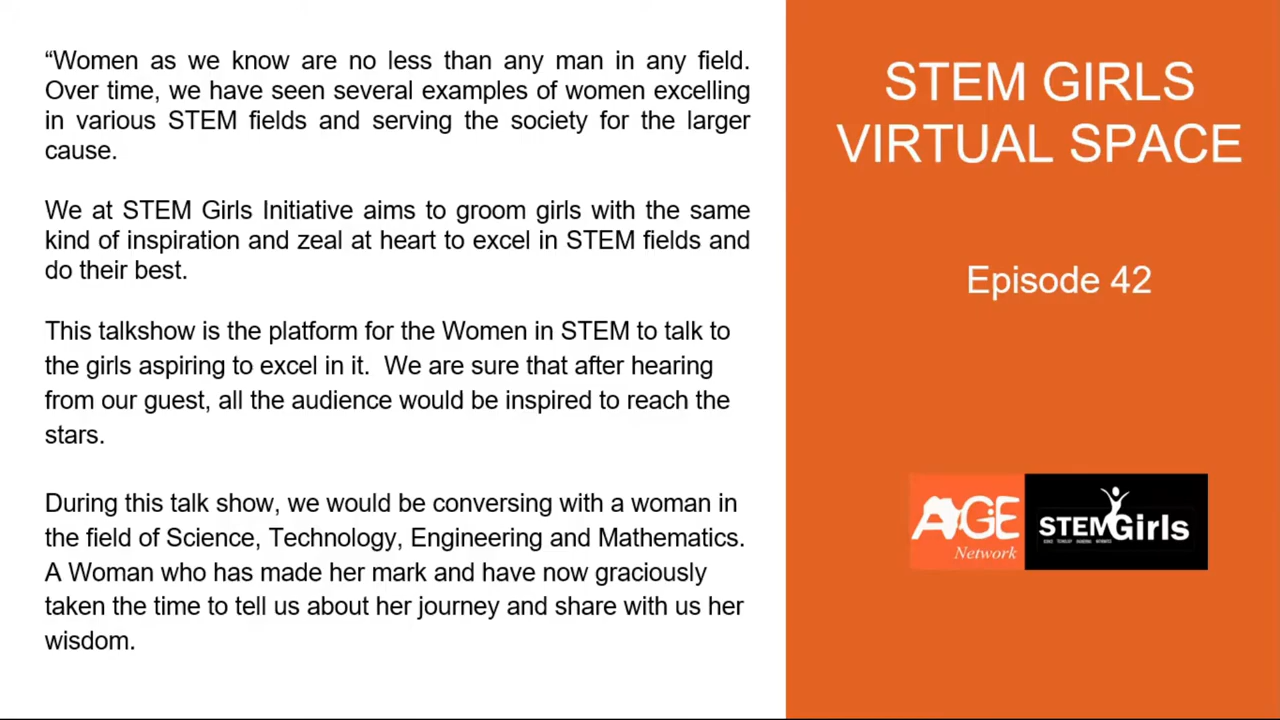 “Women as we know are no less than any man in any field.
Over time, we have seen several examples of women excelling
in various STEM fields and serving the society for the larger
cause.
We at STEM Girls Initiative aims to groom girls with the same
kind of inspiration and zeal at heart to excel in STEM fields and
do their best.
This talkshow is the platform for the Women in STEM to talk to
the girls aspiring to excel in it.  We are sure that after hearing
from our guest, all the audience would be inspired to reach the
stars.
During this talk show, we would be conversing with a woman in
the field of Science, Technology, Engineering and Mathematics.
A Woman who has made her mark and have now graciously
taken the time to tell us about her journey and share with us her
wisdom.
STEM GIRLS
VIRTUAL SPACE
Episode 42
AGE
Network
STEMGirls